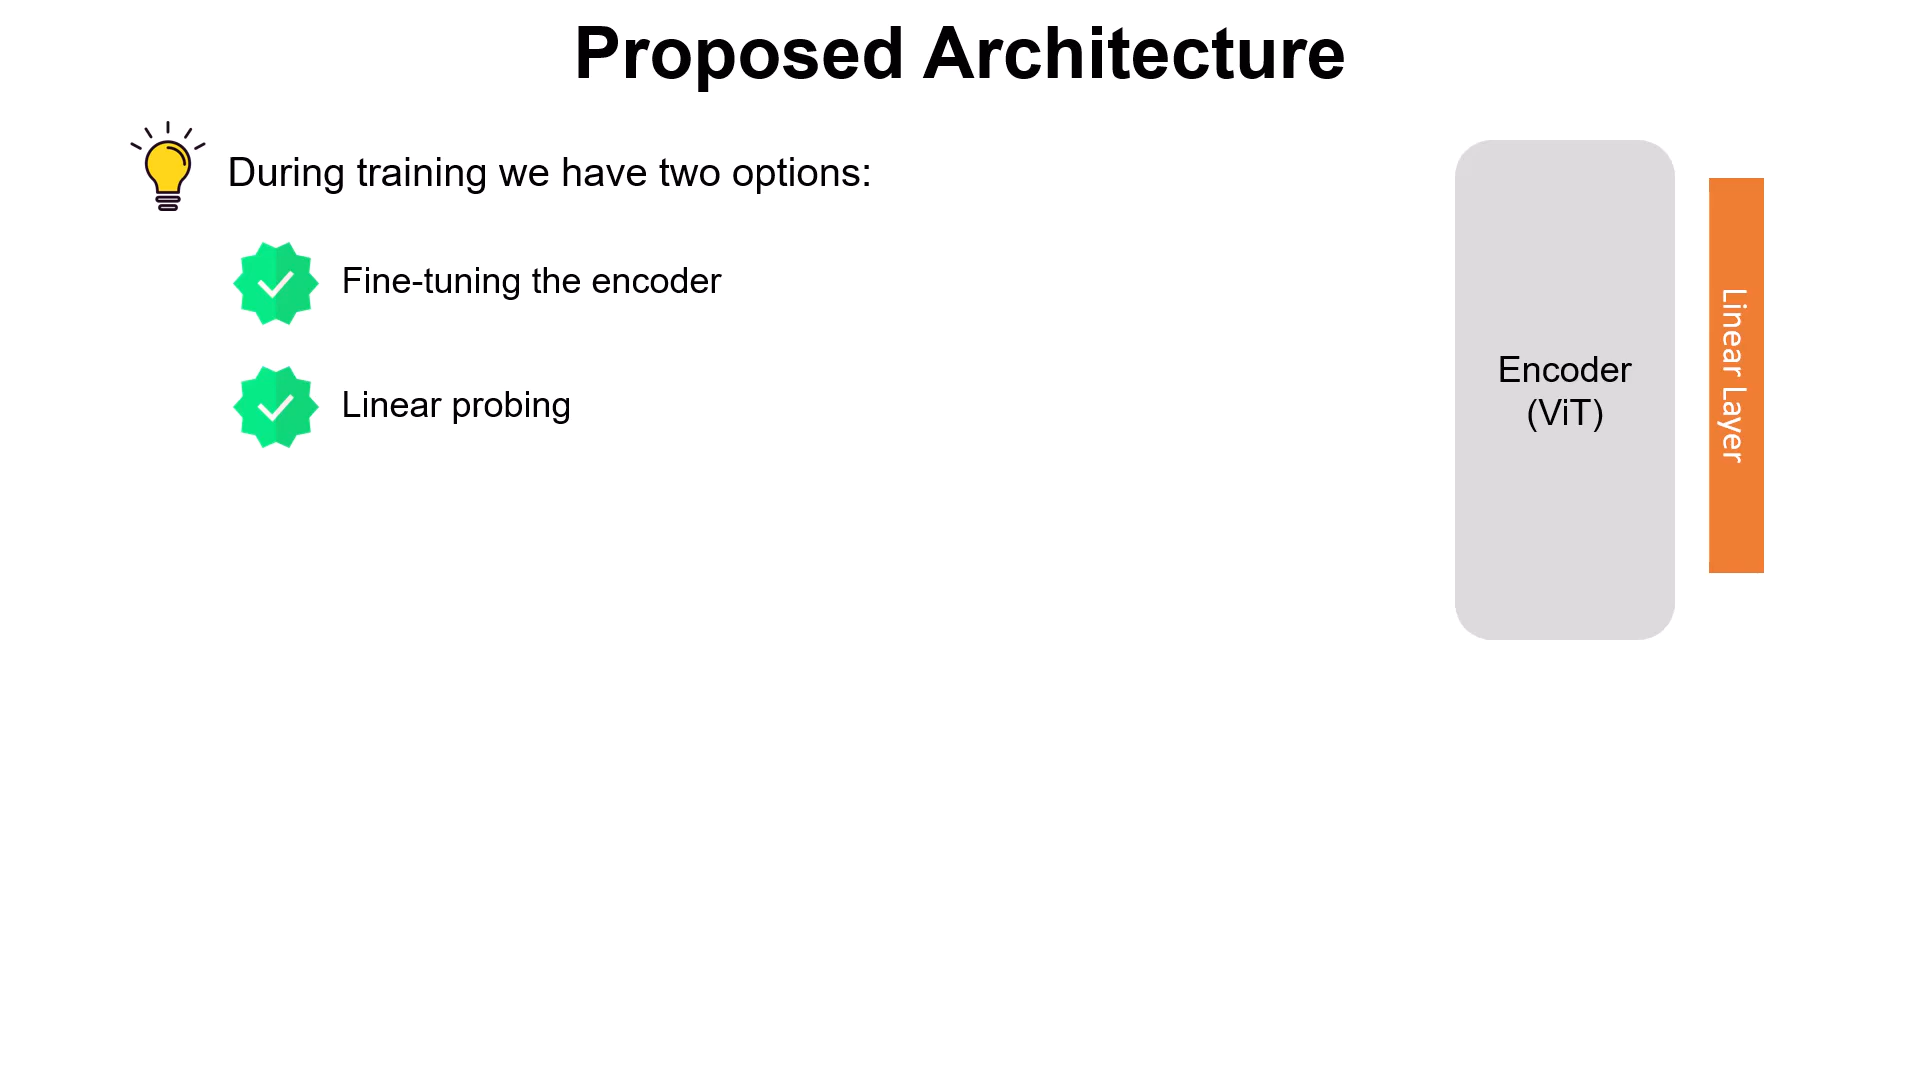 Proposed Architecture
During training we have two options:
Fine-tuning the encoder
Linear probing
Encoder
(ViT)
Linear Layer